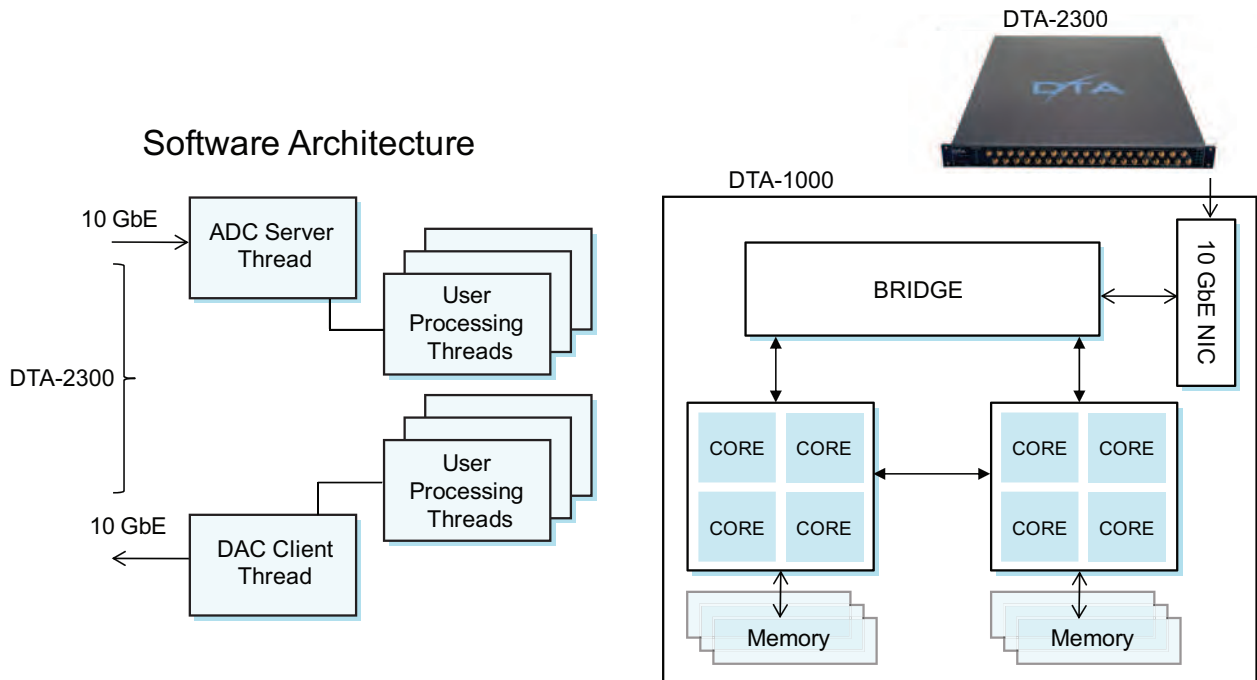 DTA-2300
DTA
Software Architecture
10 GbE
ADC Server
Thread
User
Processing
Threads
DTA-2300
User
Processing
Threads
10 GbE
DAC Client
Thread
DTA-1000
BRIDGE
10 GbE NIC
CORE CORE
CORE CORE
CORE CORE
CORE CORE
Memory
Memory